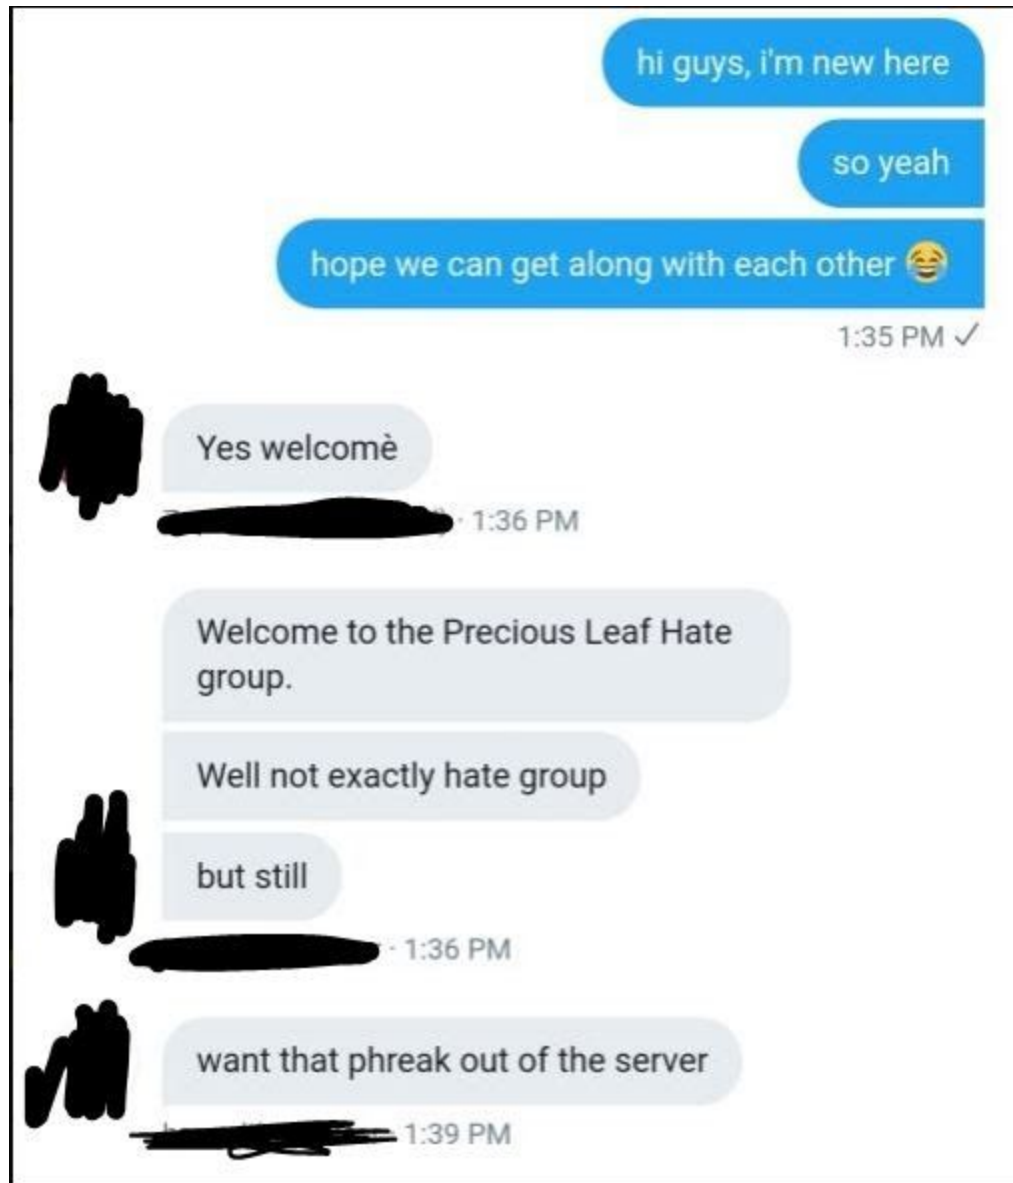 hi guys, i'm new here
so yeah
hope we can get along with each other 😂
1:35 PM ✓
Yes welcomè
· 1:36 PM
Welcome to the Precious Leaf Hate
group.
Well not exactly hate group
but still
· 1:36 PM
want that phreak out of the server
· 1:39 PM